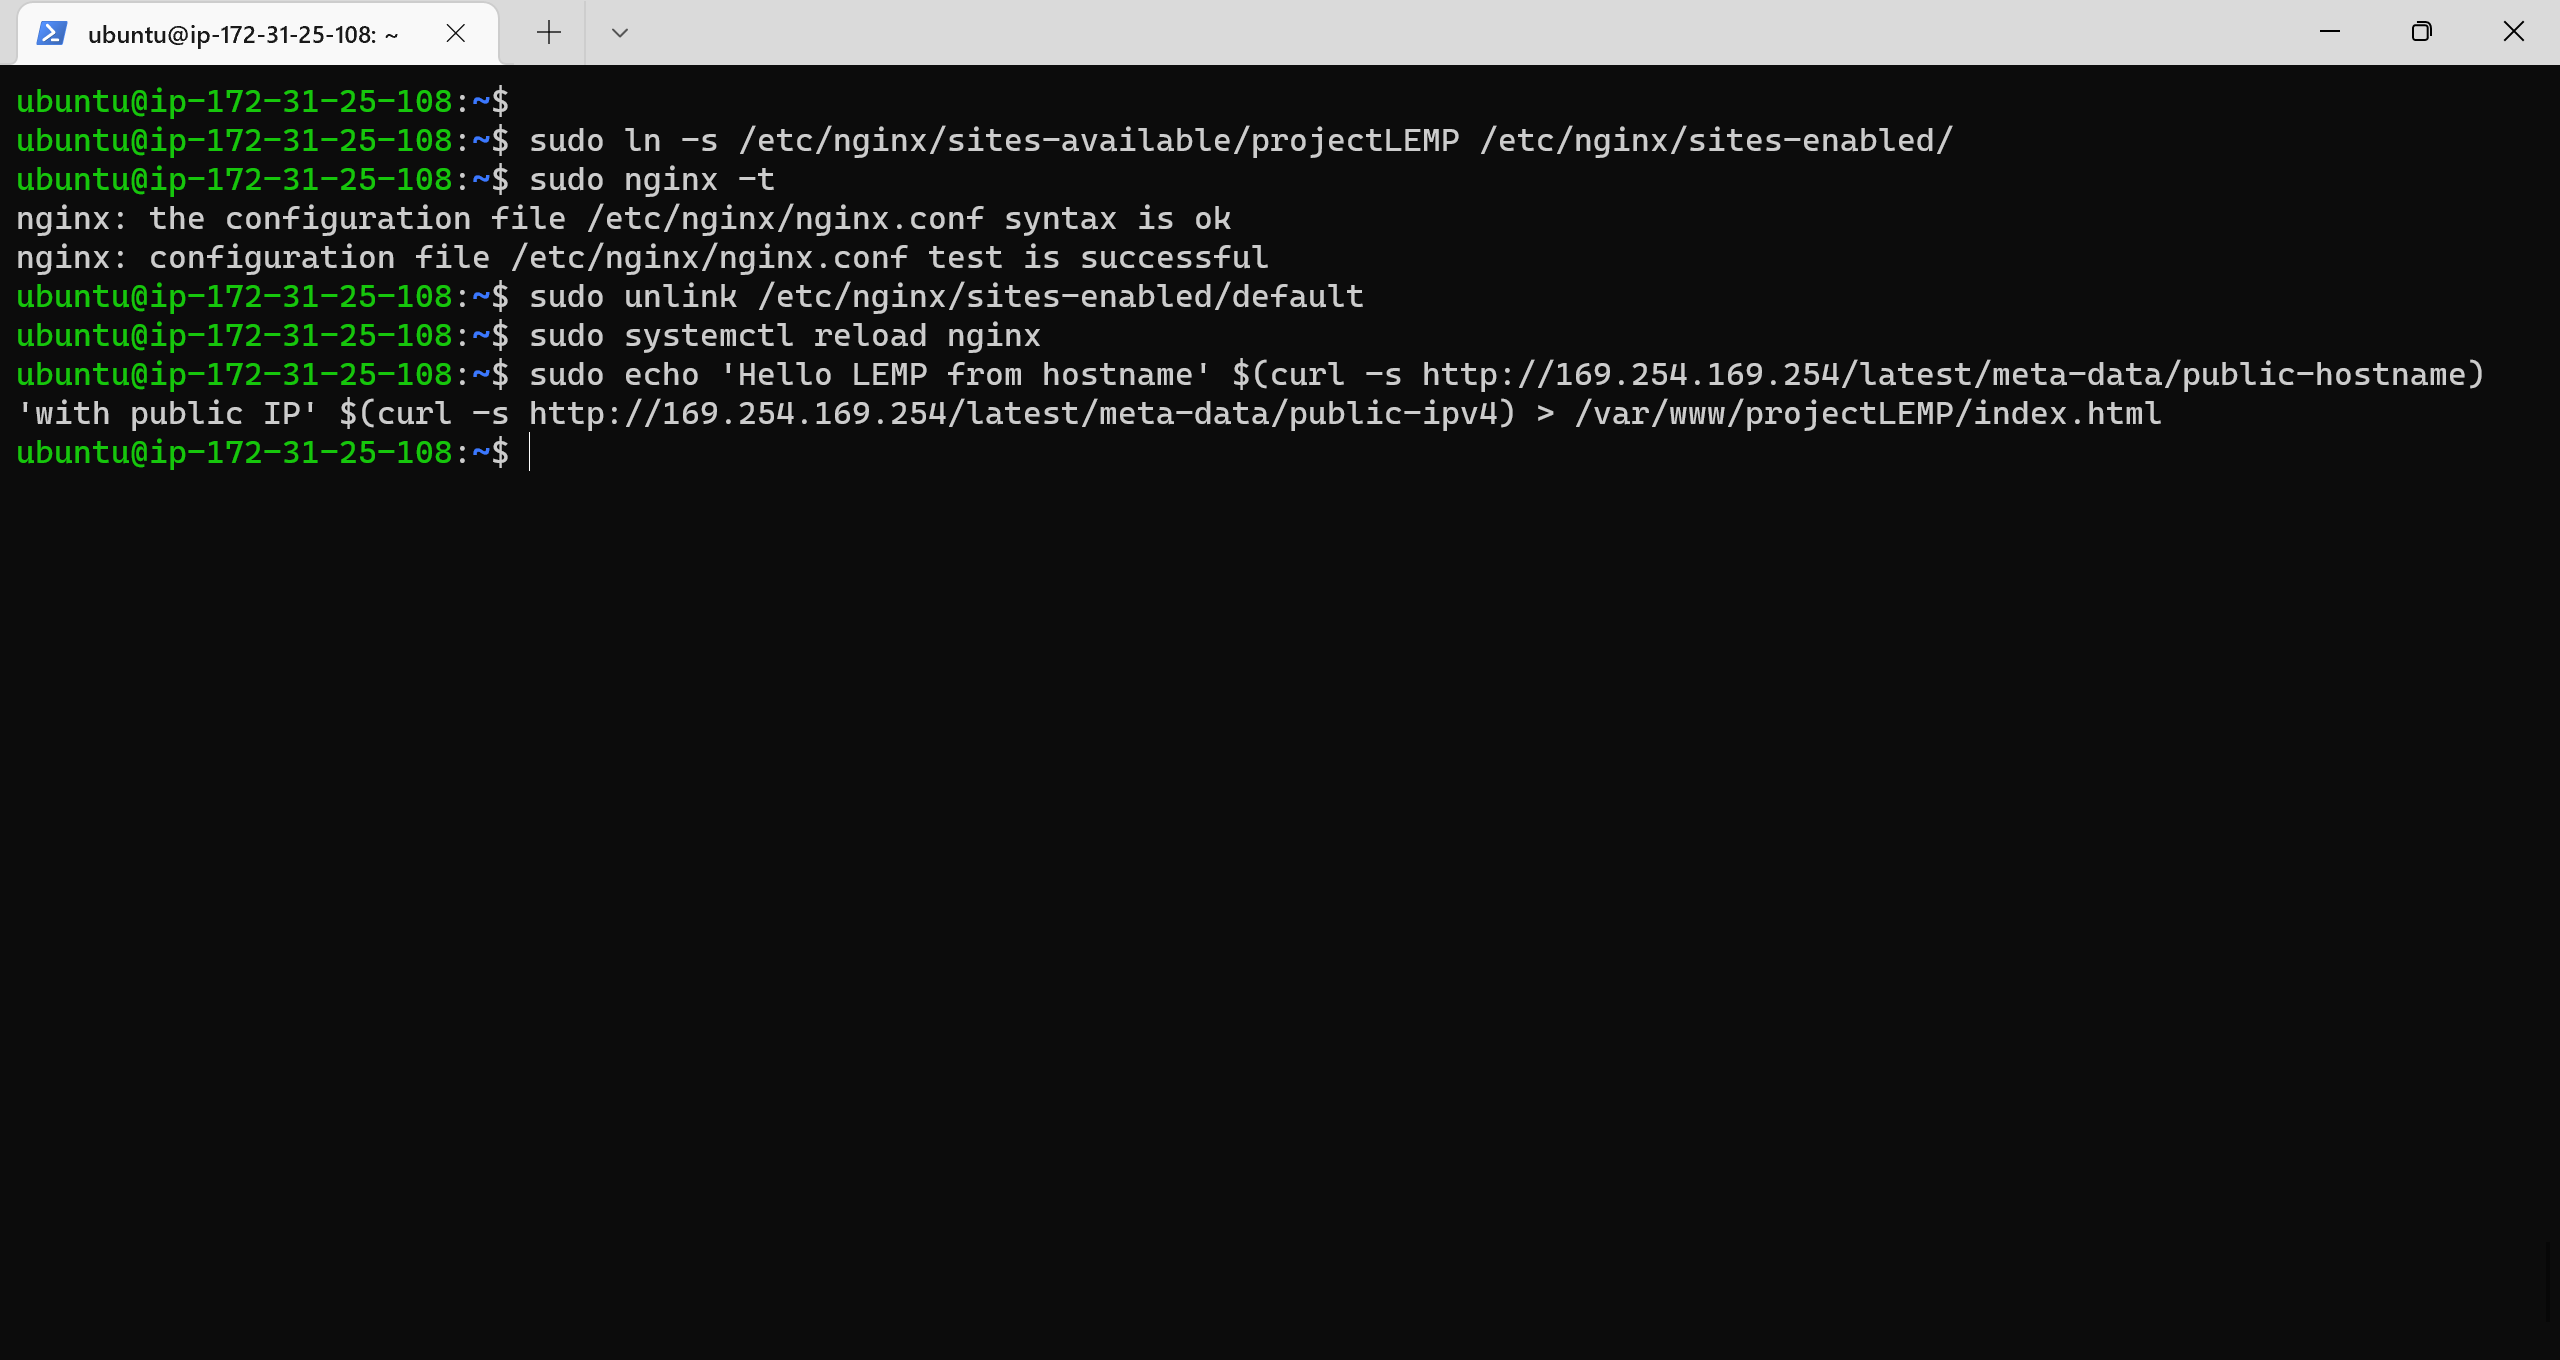 ubuntu@ip-172-31-25-108: ~
ubuntu@ip-172-31-25-108:~$
ubuntu@ip-172-31-25-108:~$ sudo ln -s /etc/nginx/sites-available/projectLEMP /etc/nginx/sites-enabled/
ubuntu@ip-172-31-25-108:~$ sudo nginx -t
nginx: the configuration file /etc/nginx/nginx.conf syntax is ok
nginx: configuration file /etc/nginx/nginx.conf test is successful
ubuntu@ip-172-31-25-108:~$ sudo unlink /etc/nginx/sites-enabled/default
ubuntu@ip-172-31-25-108:~$ sudo systemctl reload nginx
ubuntu@ip-172-31-25-108:~$ sudo echo 'Hello LEMP from hostname' $(curl -s http://169.254.169.254/latest/meta-data/public-hostname)
'with public IP' $(curl -s http://169.254.169.254/latest/meta-data/public-ipv4) > /var/www/projectLEMP/index.html
ubuntu@ip-172-31-25-108:~$